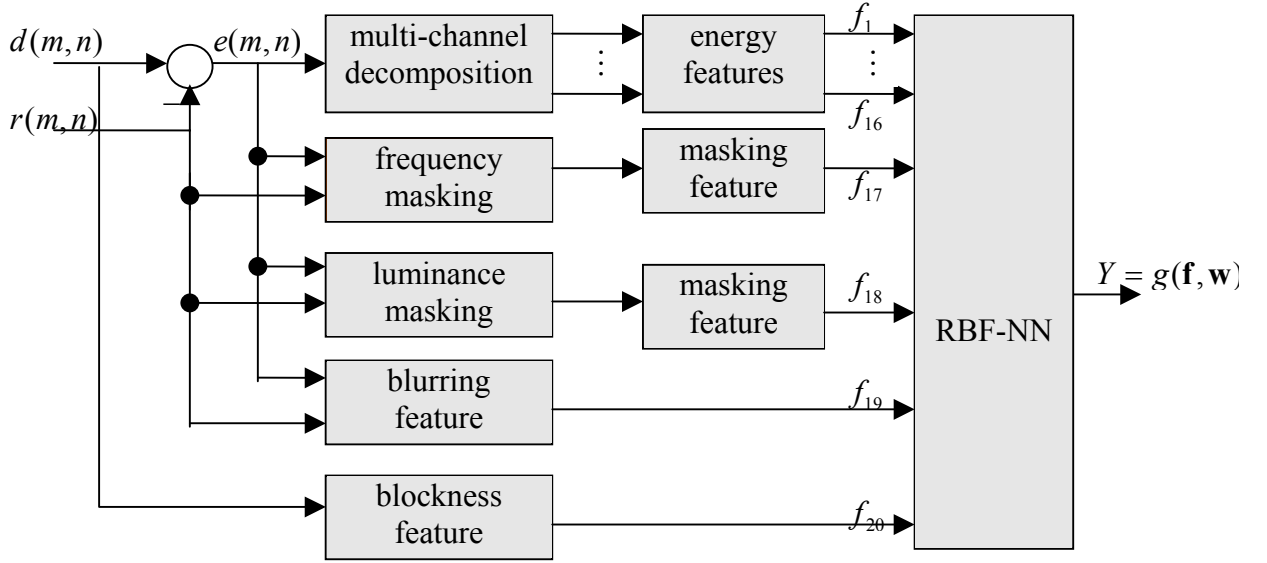 d(m,n)
e(m,n)
r(m,n)
multi-channel
decomposition
⋮
energy
features
f₁
⋮
f₁₆
frequency
masking
masking
feature
f₁₇
luminance
masking
masking
feature
f₁₈
blurring
feature
f₁₉
blockness
feature
f₂₀
RBF-NN
Y = g(f,w)